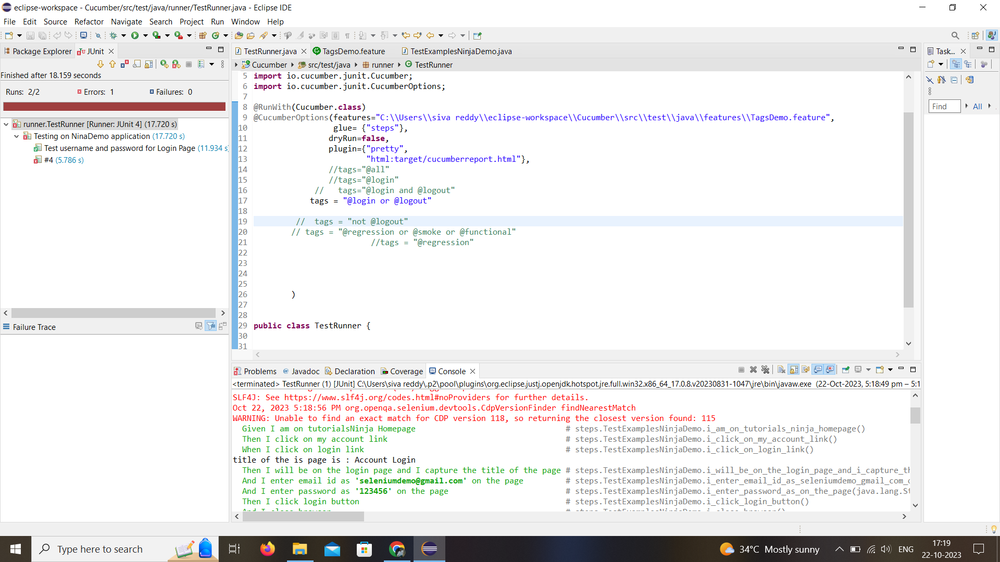 eclipse-workspace - Cucumber/src/test/java/runner/TestRunner.java - Eclipse IDE
File Edit Source Refactor Navigate Search Project Run Window Help
Package Explorer JUnit
Finished after 18.159 seconds
Runs: 2/2 Errors: 1 Failures: 0
runner.TestRunner [Runner: JUnit 4] (17.720 s)
Testing on NinaDemo application (17.720 s)
Test username and password for Login Page (11.934 s
#4 (5.786 s)
Failure Trace
TestRunner.java TagsDemo.feature TestExamplesNinjaDemo.java
Cucumber src/test/java runner TestRunner
5 import io.cucumber.junit.Cucumber;
6 import io.cucumber.junit.CucumberOptions;
7
8 @RunWith(Cucumber.class)
9 @CucumberOptions(features="C:\\Users\\siva reddy\\eclipse-workspace\\Cucumber\\src\\test\\java\\features\\TagsDemo.feature",
10 glue= {"steps"},
11 dryRun=false,
12 plugin={"pretty",
13 "html:target/cucumberreport.html"},
14 //tags="@all"
15 //tags="@login"
16 // tags="@login and @logout"
17 tags = "@login or @logout"
18
19 // tags = "not @logout"
20 // tags = "@regression or @smoke or @functional"
21 //tags = "@regression"
22
23
24
25
26 )
27
28
29 public class TestRunner {
30
31
Task...
Find All
Problems Javadoc Declaration Coverage Console
<terminated> TestRunner (1) [JUnit] C:\Users\siva reddy\.p2\pool\plugins\org.eclipse.justj.openjdk.hotspot.jre.full.win32.x86_64_17.0.8.v20230831-1047\jre\bin\javaw.exe (22-Oct-2023, 5:18:49 pm – 5:1
SLF4J: See https://www.slf4j.org/codes.html#noProviders for further details.
Oct 22, 2023 5:18:56 PM org.openqa.selenium.devtools.CdpVersionFinder findNearestMatch
WARNING: Unable to find an exact match for CDP version 118, so returning the closest version found: 115
Given I am on tutorialsNinja Homepage # steps.TestExamplesNinjaDemo.i_am_on_tutorials_ninja_homepage()
Then I click on my account link # steps.TestExamplesNinjaDemo.i_click_on_my_account_link()
When I click on login link # steps.TestExamplesNinjaDemo.i_click_on_login_link()
title of the is page is : Account Login
Then I will be on the login page and I capture the title of the page # steps.TestExamplesNinjaDemo.i_will_be_on_the_login_page_and_i_capture_th
And I enter email id as 'seleniumdemo@gmail.com' on the page # steps.TestExamplesNinjaDemo.i_enter_email_id_as_seleniumdemo_gmail_com_o
And I enter password as '123456' on the page # steps.TestExamplesNinjaDemo.i_enter_password_as_on_the_page(java.lang.St
Then I click login button # steps.TestExamplesNinjaDemo.i_click_login_button()
Type here to search
34°C Mostly sunny
ENG
17:19
22-10-2023